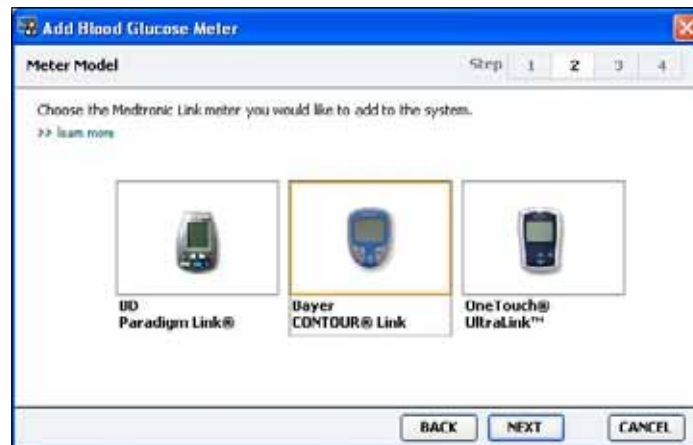 Add Blood Glucose Meter
Meter Model
Step 1 2 3 4
Choose the Medtronic Link meter you would like to add to the system.
>> learn more
BD
Paradigm Link®
Bayer
CONTOUR® Link
OneTouch®
UltraLink™
BACK
NEXT
CANCEL